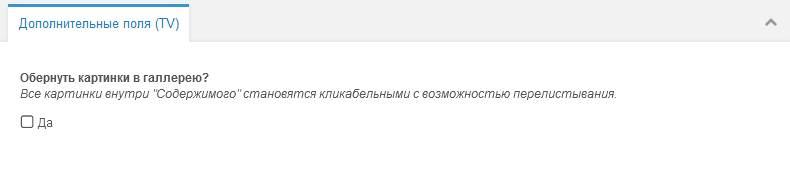 Дополнительные поля (TV)
Обернуть картинки в галлерею?
Все картинки внутри "Содержимого" становятся кликабельными с возможностью перелистывания.
Да